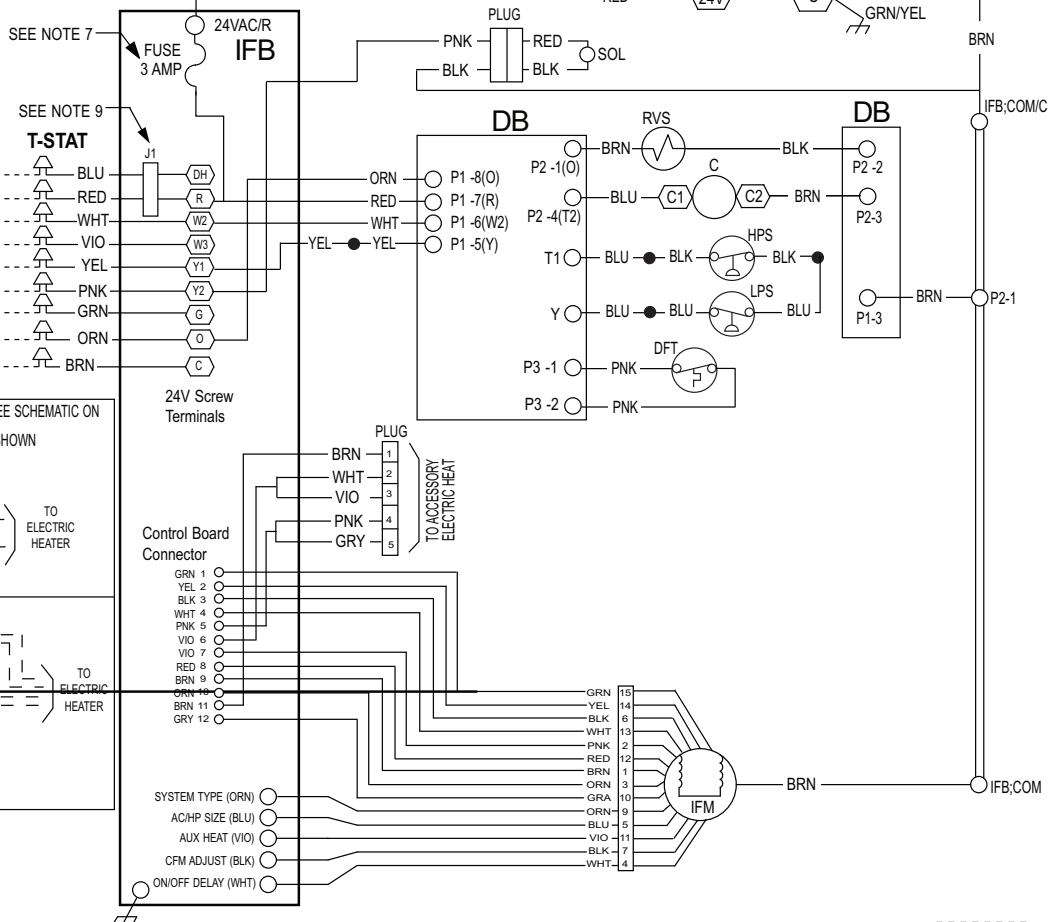 RED
24V
C
GRN/YEL
BRN
SEE NOTE 7
24VAC/R
IFB
FUSE
3 AMP
PLUG
PNK
RED
SOL
BLK
BLK
SEE NOTE 9
T-STAT
J1
DB
DB
IFB;COM/C
BLU
DH
RED
R
WHT
W2
VIO
W3
YEL
Y1
PNK
Y2
GRN
G
ORN
O
BRN
C
24V Screw
Terminals
ORN
P1 -8(O)
RED
P1 -7(R)
WHT
P1 -6(W2)
YEL
YEL
P1 -5(Y)
P2 -1(O)
BRN
RVS
BLK
P2 -2
P2 -4(T2)
BLU
C1
C
C2
BRN
P2-3
T1
BLU
BLK
HPS
BLK
Y
BLU
BLU
LPS
BLU
P1-3
BRN
P2-1
P3 -1
PNK
DFT
P3 -2
PNK
EE SCHEMATIC ON
HOWN
TO
ELECTRIC
HEATER
TO
ELECTRIC
HEATER
PLUG
BRN 1
WHT 2
VIO 3
PNK 4
GRY 5
TO ACCESSORY
ELECTRIC HEAT
Control Board
Connector
GRN 1
YEL 2
BLK 3
WHT 4
PNK 5
VIO 6
VIO 7
RED 8
BRN 9
ORN 10
BRN 11
GRY 12
GRN 15
YEL 14
BLK 6
WHT 13
PNK 2
RED 12
BRN 1
ORN 3
GRA 10
ORN 9
BLU 5
VIO 11
BLK 7
WHT 4
IFM
BRN
IFB;COM
SYSTEM TYPE (ORN)
AC/HP SIZE (BLU)
AUX HEAT (VIO)
CFM ADJUST (BLK)
ON/OFF DELAY (WHT)